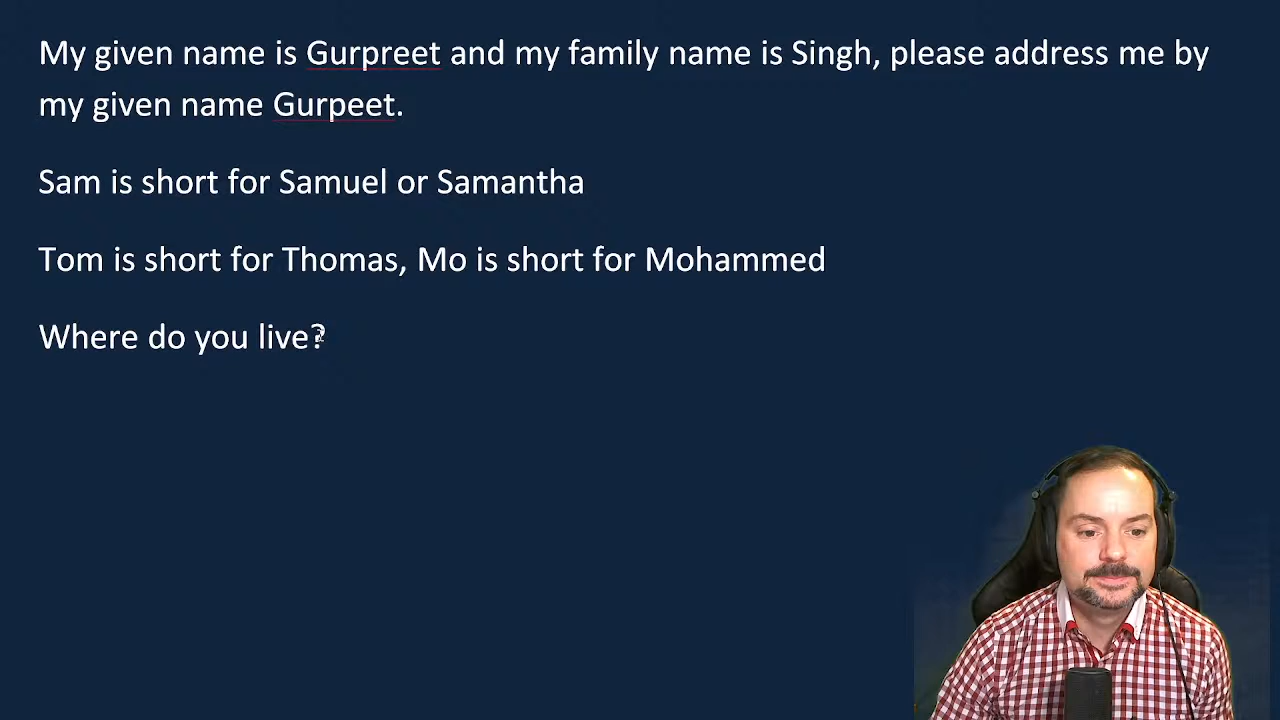 My given name is Gurpreet and my family name is Singh, please address me by
my given name Gurpeet.
Sam is short for Samuel or Samantha
Tom is short for Thomas, Mo is short for Mohammed
Where do you live?